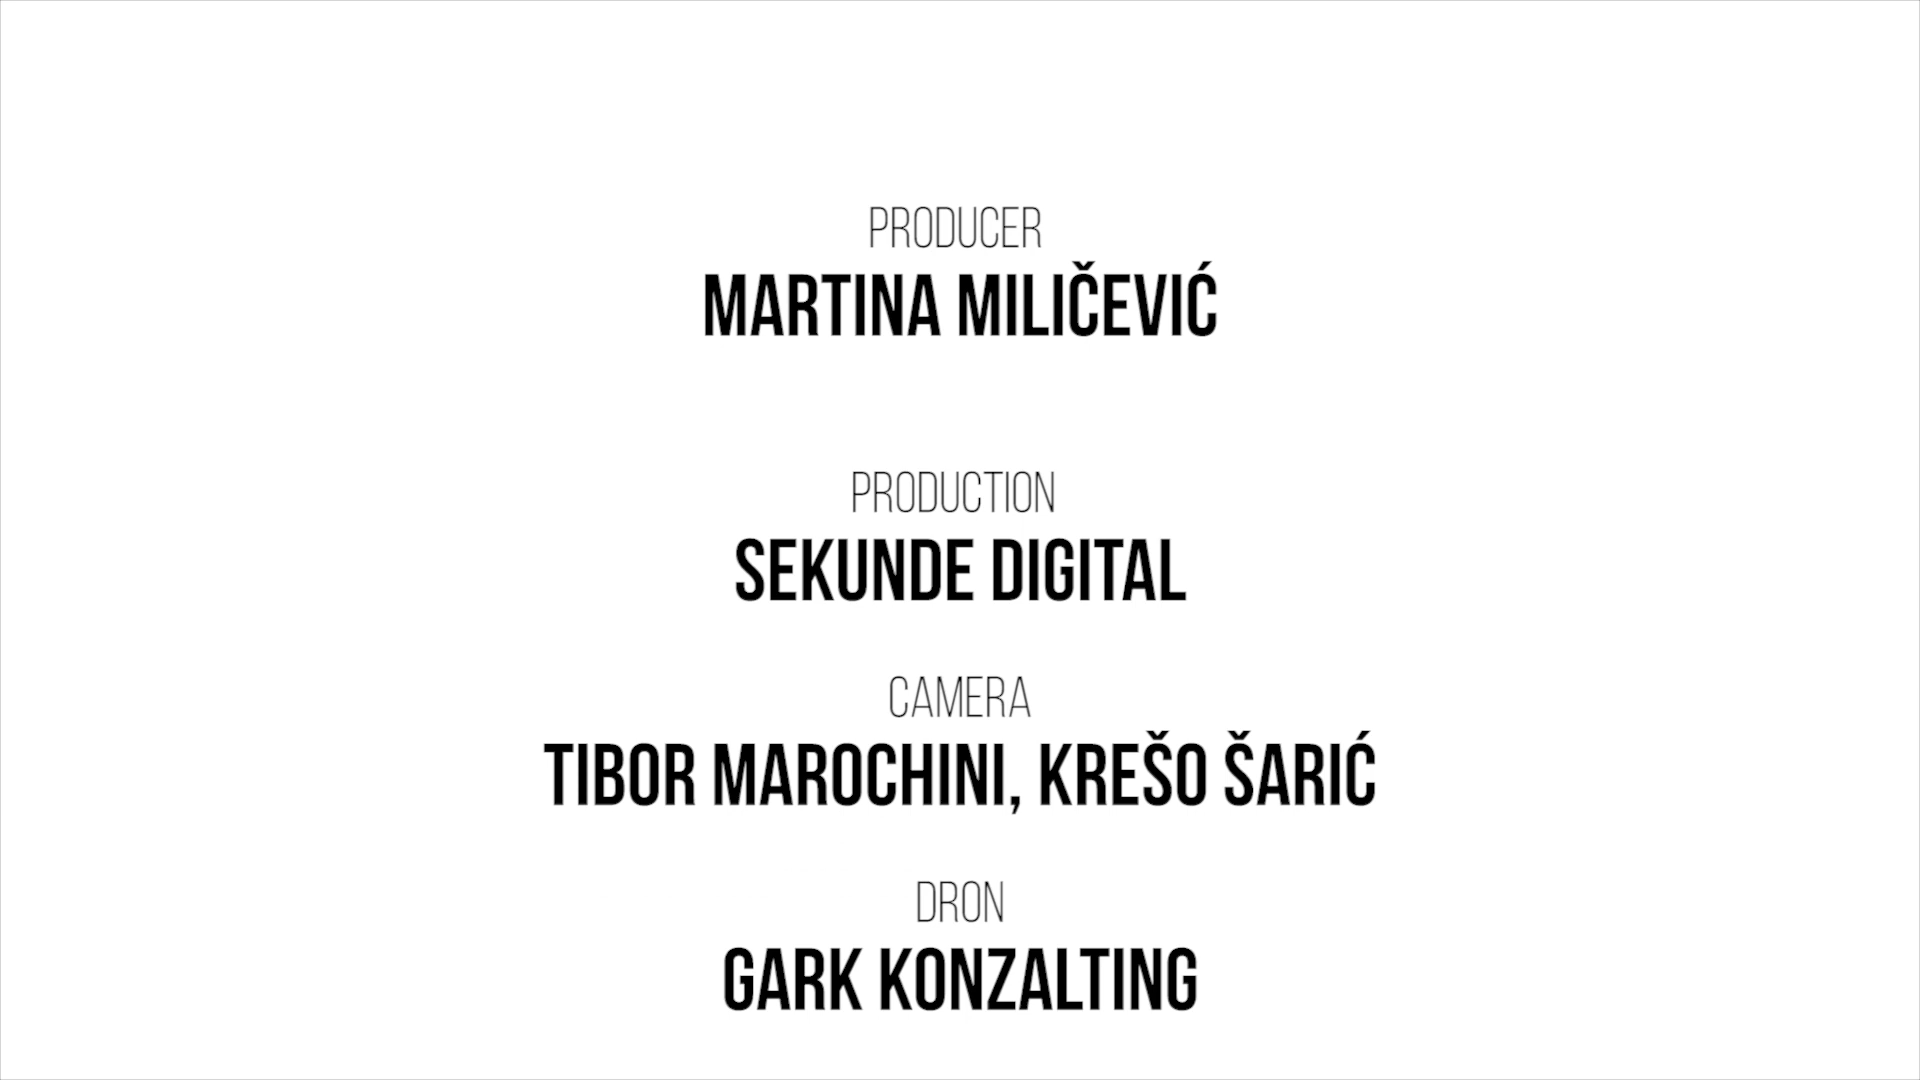 PRODUCER
MARTINA MILIČEVIĆ
PRODUCTION
SEKUNDE DIGITAL
CAMERA
TIBOR MAROCHINI, KREŠO ŠARIĆ
DRON
GARK KONZALTING